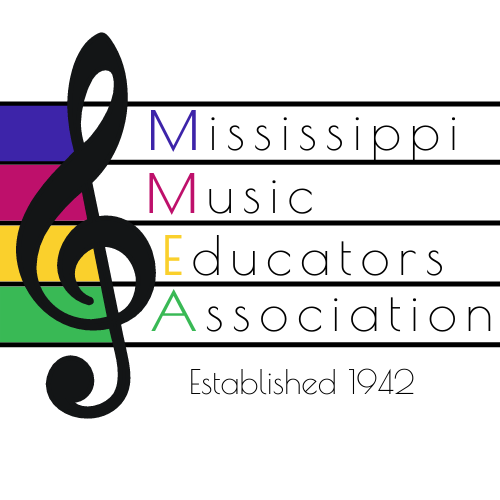 Mississippi
Music
Educators
Association
Established 1942